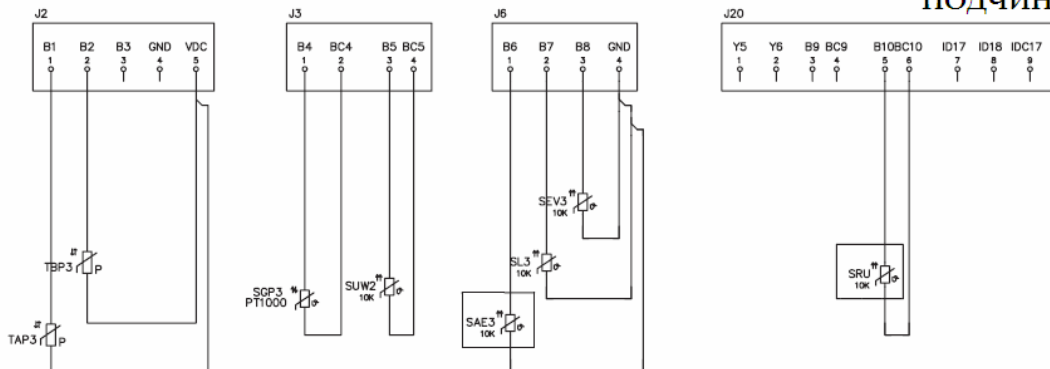 подчин
J2 J3 J6 J20
B1 B2 B3 GND VDC B4 BC4 B5 BC5 B6 B7 B8 GND Y5 Y6 B9 BC9 B10 BC10 ID17 ID18 IDC17
1 2 3 4 5 1 2 3 4 1 2 3 4 1 2 3 4 5 6 7 8 9
SEV3
10K
TBP3 P
SL3
10K
SRU
10K
SGP3
PT1000
SUW2
10K
SAE3
10K
TAP3 P